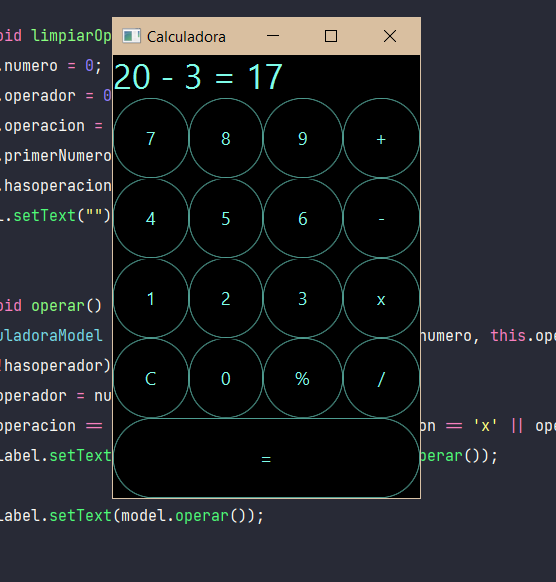 oid limpiarOp
.numero = 0;
.operador = 0
.operacion =
.primerNumero
.hasoperacion
l.setText("")
oid operar()
uladoraModel
numero, this.ope
!hasoperador)
operador = nu
operacion ==
on == 'x' || ope
Label.setText
perar());
Label.setText(model.operar());
Calculadora
20 - 3 = 17
7 8 9 +
4 5 6 -
1 2 3 x
C 0 % /
=